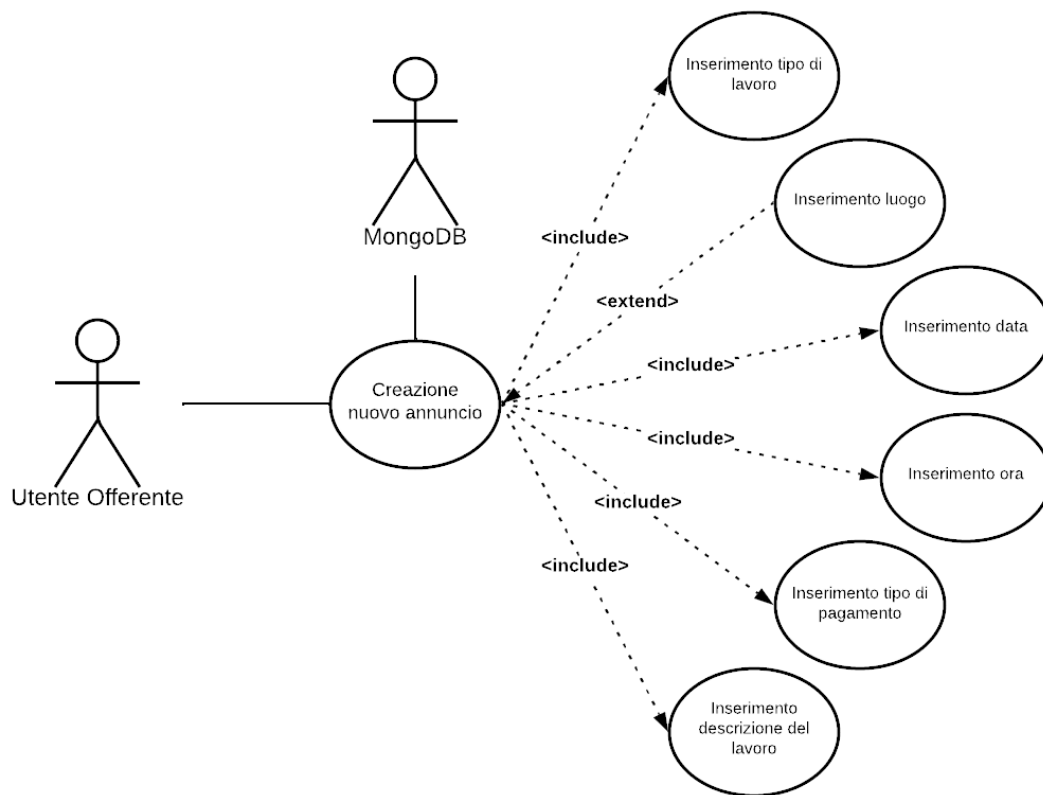 Inserimento tipo di
lavoro
Inserimento luogo
MongoDB
<include>
<extend>
Inserimento data
<include>
Creazione
nuovo annuncio
<include>
Inserimento ora
Utente Offerente
<include>
<include>
Inserimento tipo di
pagamento
Inserimento
descrizione del
lavoro